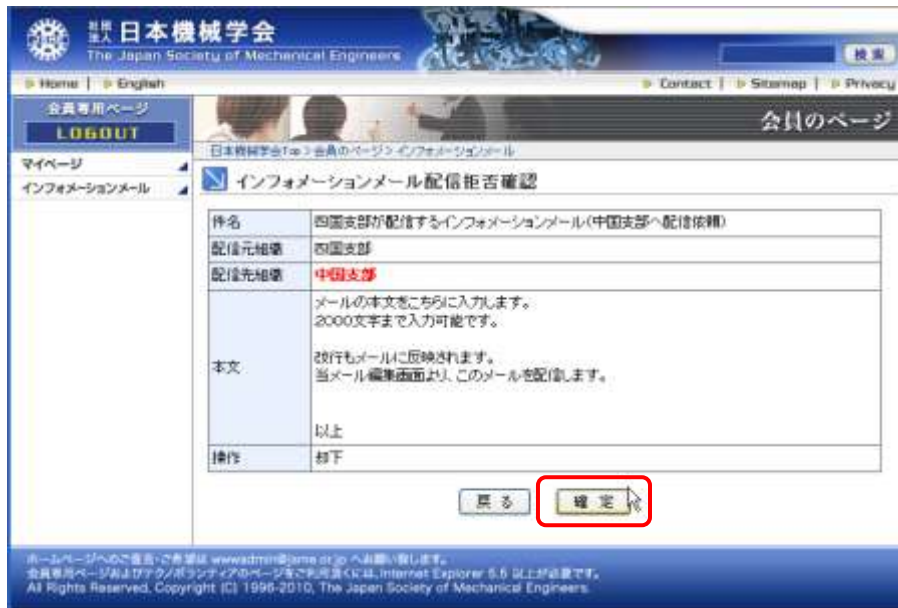 社団法人 日本機械学会
The Japan Society of Mechanical Engineers
検索
Home | English
Contact | Sitemap | Privacy
会員専用ページ
LOGOUT
会員のページ
マイページ
インフォメーションメール
日本機械学会Top > 会員のページ > インフォメーションメール
インフォメーションメール配信拒否確認
件名 四国支部が配信するインフォメーションメール(中国支部へ配信依頼)
配信元組織 四国支部
配信先組織 中国支部
本文
メールの本文をこちらに入力します。
2000文字まで入力可能です。
改行もメールに反映されます。
当メール編集画面より、このメールを配信します。
以上
操作 却下
戻る 確定
ホームページへのご意見・ご希望は wwwadmin@jsme.or.jp へお願い致します。
会員専用ページおよびテクノボランティアのページをご利用頂くには、Internet Explorer 5.5 以上が必要です。
All Rights Reserved, Copyright (C) 1996-2010, The Japan Society of Mechanical Engineers.